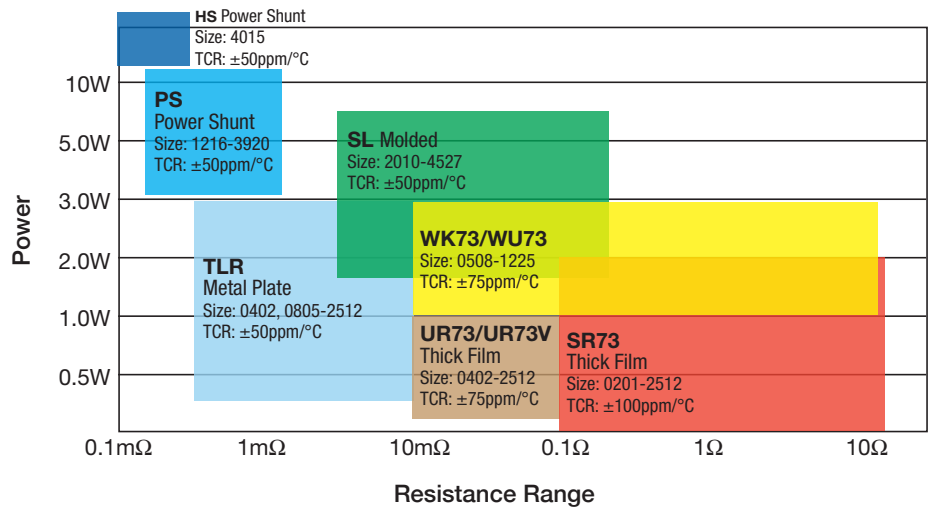 HS Power Shunt
Size: 4015
TCR: ±50ppm/°C
10W
5.0W
3.0W
2.0W
1.0W
0.5W
Power
PS
Power Shunt
Size: 1216-3920
TCR: ±50ppm/°C
SL Molded
Size: 2010-4527
TCR: ±50ppm/°C
TLR
Metal Plate
Size: 0402, 0805-2512
TCR: ±50ppm/°C
WK73/WU73
Size: 0508-1225
TCR: ±75ppm/°C
UR73/UR73V
Thick Film
Size: 0402-2512
TCR: ±75ppm/°C
SR73
Thick Film
Size: 0201-2512
TCR: ±100ppm/°C
0.1mΩ 1mΩ 10mΩ 0.1Ω 1Ω 10Ω
Resistance Range